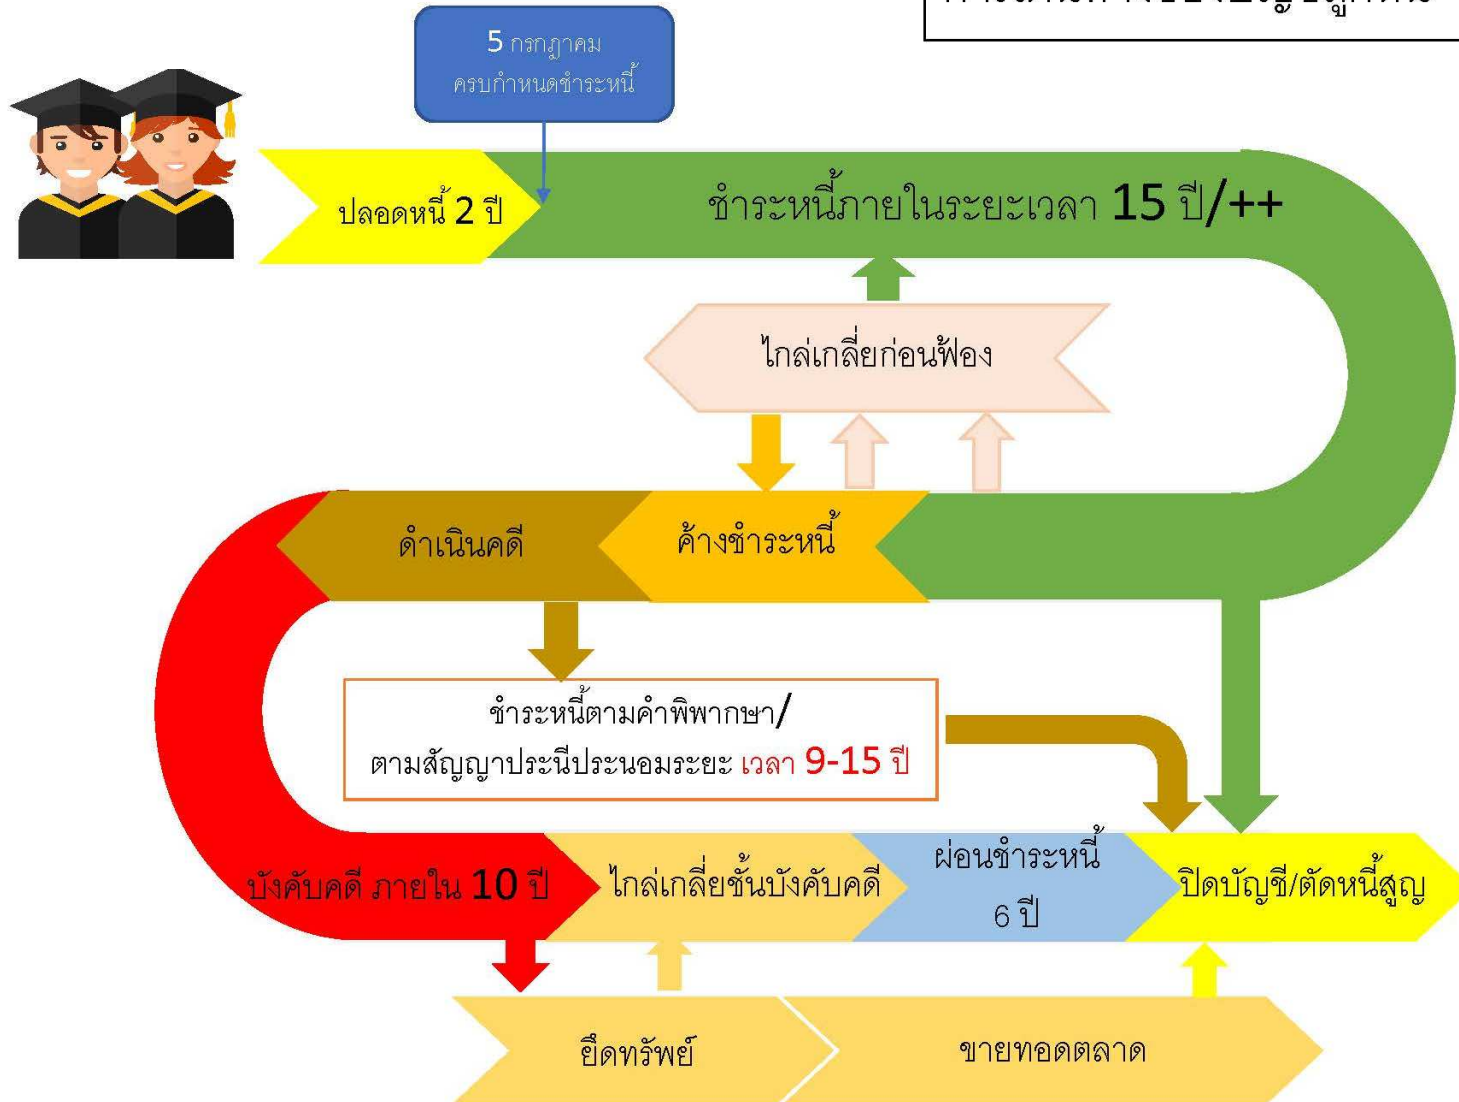 5 กรกฎาคม
ครบกำหนดชำระหนี้
ปลอดหนี้ 2 ปี
ชำระหนี้ภายในระยะเวลา 15 ปี/++
ไกล่เกลี่ยก่อนฟ้อง
ดำเนินคดี
ค้างชำระหนี้
ชำระหนี้ตามคำพิพากษา/
ตามสัญญาประนีประนอมระยะ เวลา 9-15 ปี
บังคับคดี ภายใน 10 ปี
ไกล่เกลี่ยชั้นบังคับคดี
ผ่อนชำระหนี้
6 ปี
ปิดบัญชี/ตัดหนี้สูญ
ยึดทรัพย์
ขายทอดตลาด